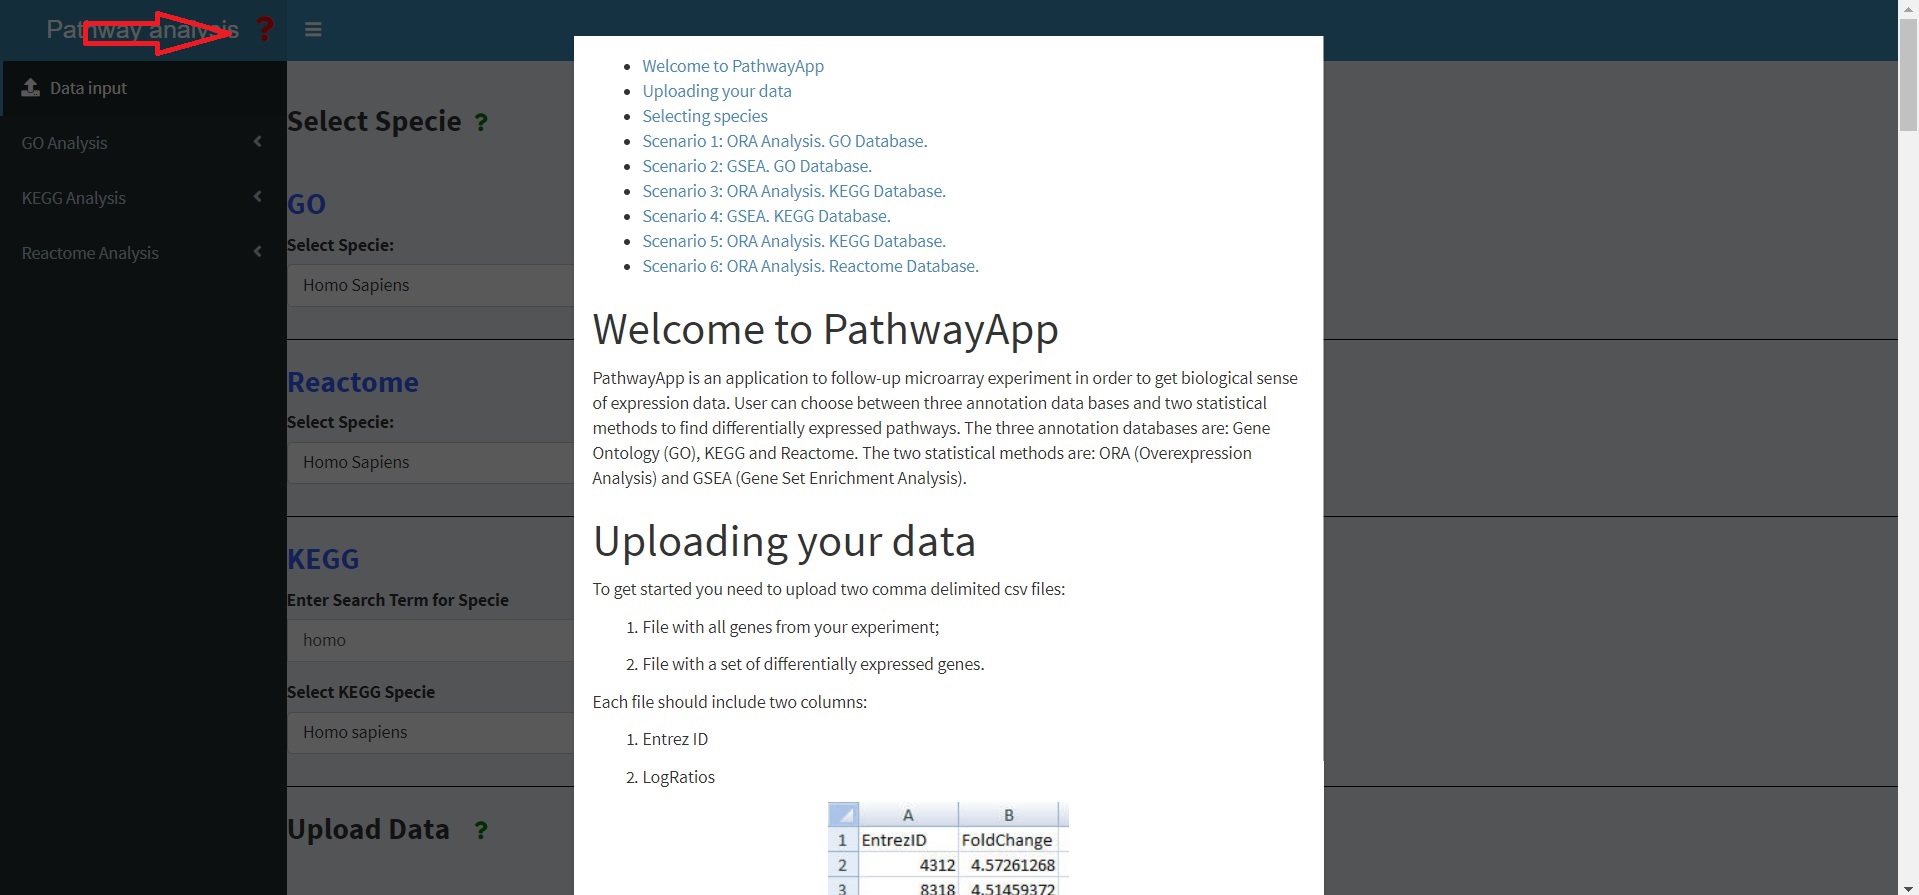 Pathway analysis ?
Data input
GO Analysis
KEGG Analysis
Reactome Analysis
Select Specie ?
GO
Select Specie:
Homo Sapiens
Reactome
Select Specie:
Homo Sapiens
KEGG
Enter Search Term for Specie
homo
Select KEGG Specie
Homo sapiens
Upload Data ?
• Welcome to PathwayApp
• Uploading your data
• Selecting species
• Scenario 1: ORA Analysis. GO Database.
• Scenario 2: GSEA. GO Database.
• Scenario 3: ORA Analysis. KEGG Database.
• Scenario 4: GSEA. KEGG Database.
• Scenario 5: ORA Analysis. KEGG Database.
• Scenario 6: ORA Analysis. Reactome Database.
Welcome to PathwayApp
PathwayApp is an application to follow-up microarray experiment in order to get biological sense
of expression data. User can choose between three annotation data bases and two statistical
methods to find differentially expressed pathways. The three annotation databases are: Gene
Ontology (GO), KEGG and Reactome. The two statistical methods are: ORA (Overexpression
Analysis) and GSEA (Gene Set Enrichment Analysis).
Uploading your data
To get started you need to upload two comma delimited csv files:
1. File with all genes from your experiment;
2. File with a set of differentially expressed genes.
Each file should include two columns:
1. Entrez ID
2. LogRatios
A B
1 EntrezID FoldChange
2 4312 4.57261268
3 8318 4.51459372